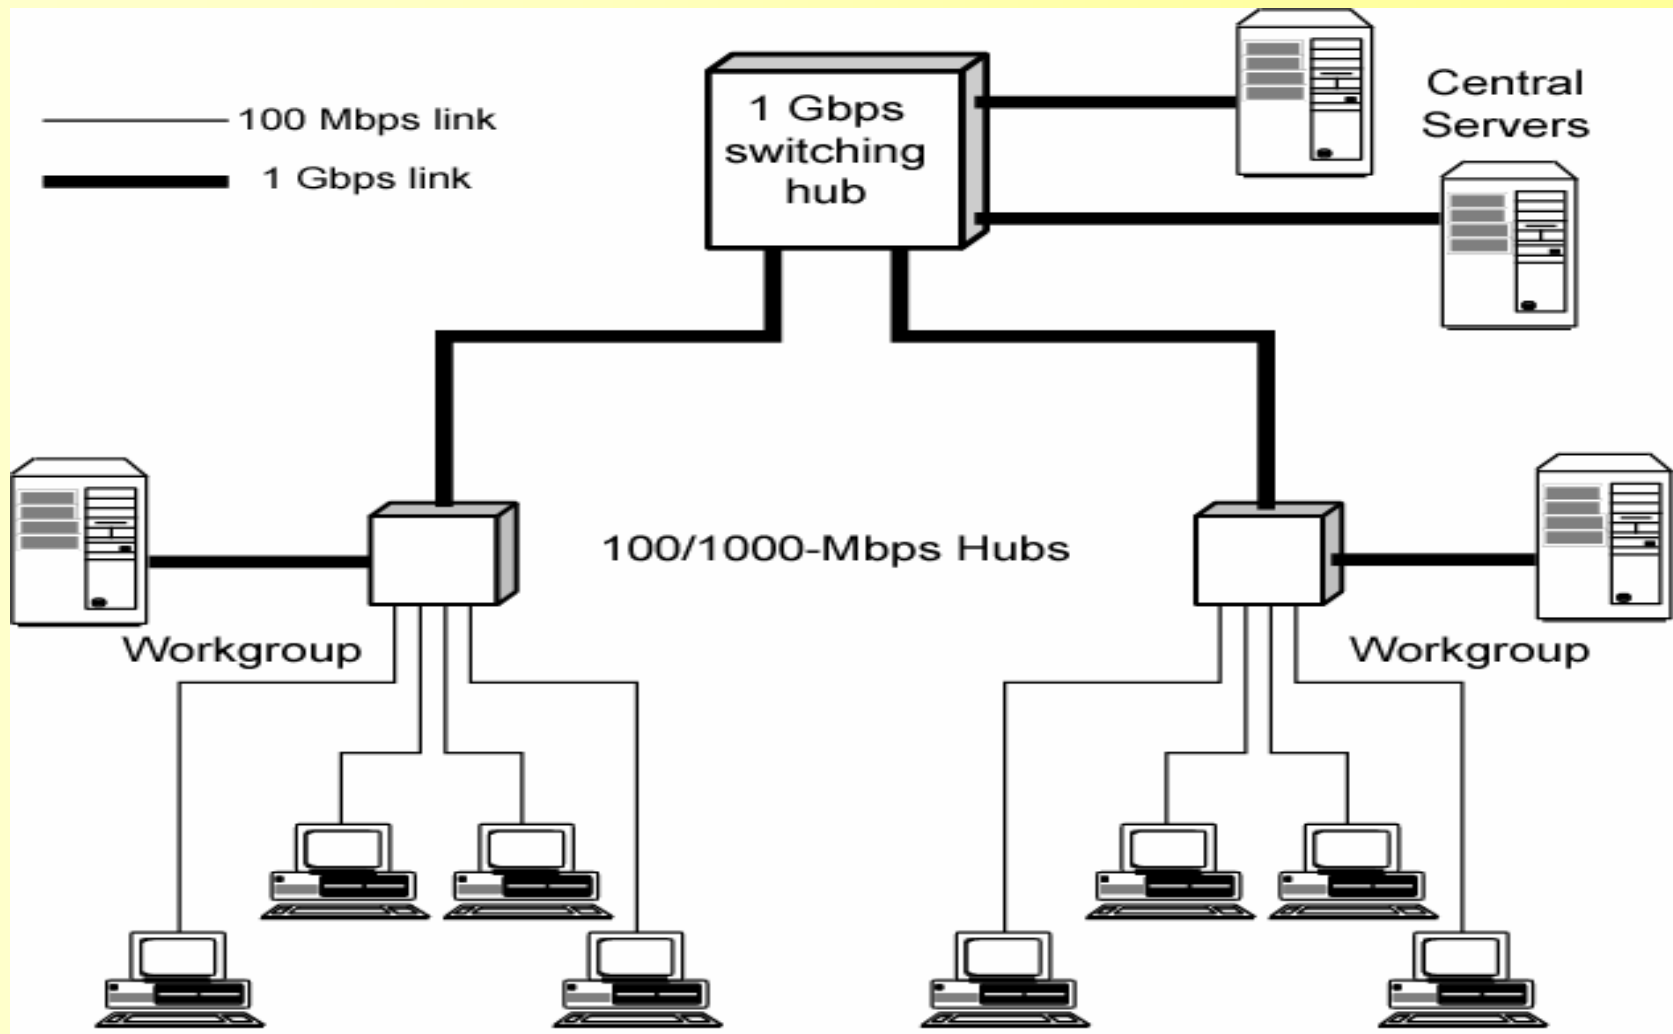 100 Mbps link
1 Gbps link
1 Gbps
switching
hub
Central
Servers
100/1000-Mbps Hubs
Workgroup
Workgroup